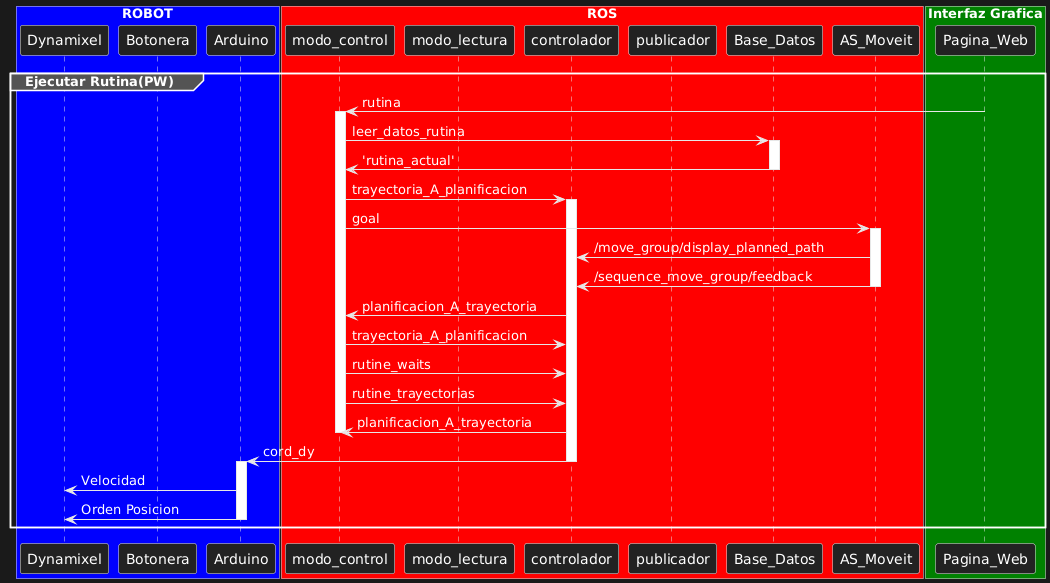 ROBOT ROS Interfaz Grafica
Dynamixel Botonera Arduino modo_control modo_lectura controlador publicador Base_Datos AS_Moveit Pagina_Web
Ejecutar Rutina(PW)
rutina
leer_datos_rutina
'rutina_actual'
trayectoria_A_planificacion
goal
/move_group/display_planned_path
/sequence_move_group/feedback
planificacion_A_trayectoria
trayectoria_A_planificacion
rutine_waits
rutine_trayectorias
planificacion_A_trayectoria
cord_dy
Velocidad
Orden Posicion
Dynamixel Botonera Arduino modo_control modo_lectura controlador publicador Base_Datos AS_Moveit Pagina_Web